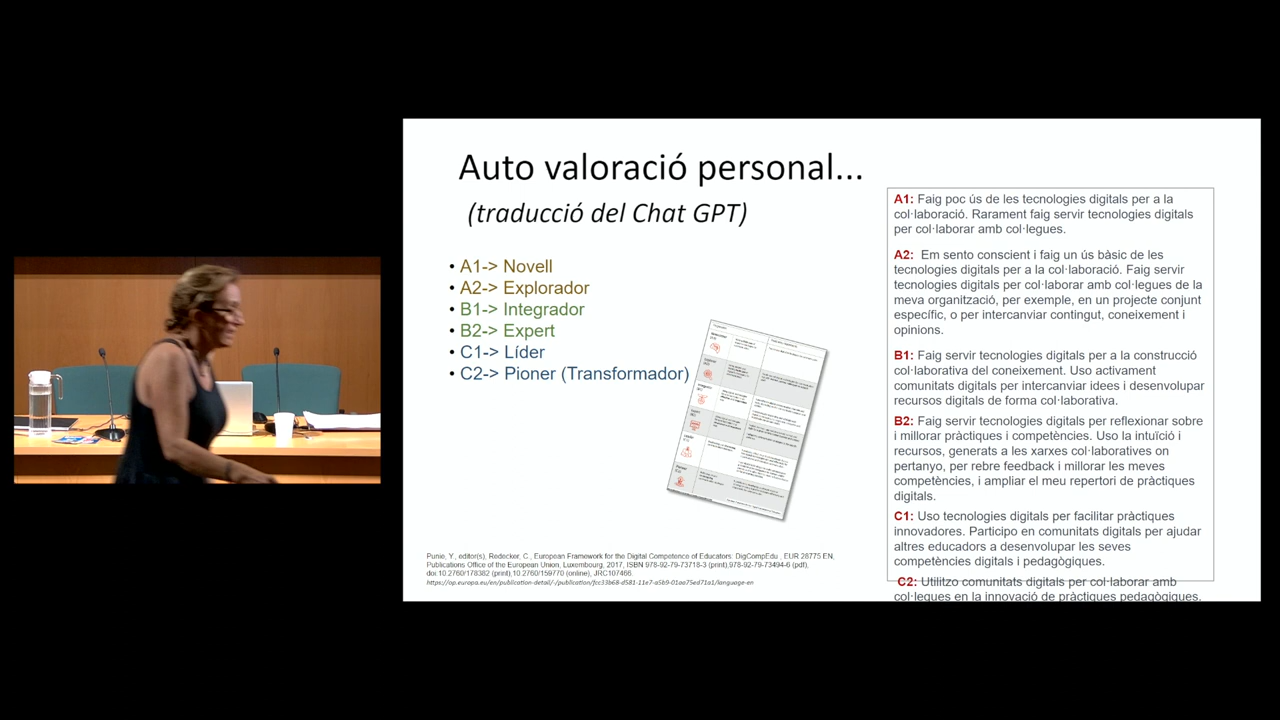 Auto valoració personal...
(traducció del Chat GPT)
• A1-> Novell
• A2-> Explorador
• B1-> Integrador
• B2-> Expert
• C1-> Líder
• C2-> Pioner (Transformador)
Punie, Y., editor(s), Redecker, C., European Framework for the Digital Competence of Educators: DigCompEdu , EUR 28775 EN,
Publications Office of the European Union, Luxembourg, 2017, ISBN 978-92-79-73718-3 (print),978-92-79-73494-6 (pdf),
doi:10.2760/178382 (print),10.2760/159770 (online), JRC107466.
https://op.europa.eu/en/publication-detail/-/publication/fcc33b68-d581-11e7-a5b9-01aa75ed71a1/language-en
A1: Faig poc ús de les tecnologies digitals per a la
col·laboració. Rarament faig servir tecnologies digitals
per col·laborar amb col·legues.
A2: Em sento conscient i faig un ús bàsic de les
tecnologies digitals per a la col·laboració. Faig servir
tecnologies digitals per col·laborar amb col·legues de la
meva organització, per exemple, en un projecte conjunt
específic, o per intercanviar contingut, coneixement i
opinions.
B1: Faig servir tecnologies digitals per a la construcció
col·laborativa del coneixement. Uso activament
comunitats digitals per intercanviar idees i desenvolupar
recursos digitals de forma col·laborativa.
B2: Faig servir tecnologies digitals per reflexionar sobre
i millorar pràctiques i competències. Uso la intuïció i
recursos, generats a les xarxes col·laboratives on
pertanyo, per rebre feedback i millorar les meves
competències, i ampliar el meu repertori de pràctiques
digitals.
C1: Uso tecnologies digitals per facilitar pràctiques
innovadores. Participo en comunitats digitals per ajudar
altres educadors a desenvolupar les seves
competències digitals i pedagògiques.
C2: Utilitzo comunitats digitals per col·laborar amb
col·legues en la innovació de pràctiques pedagògiques.